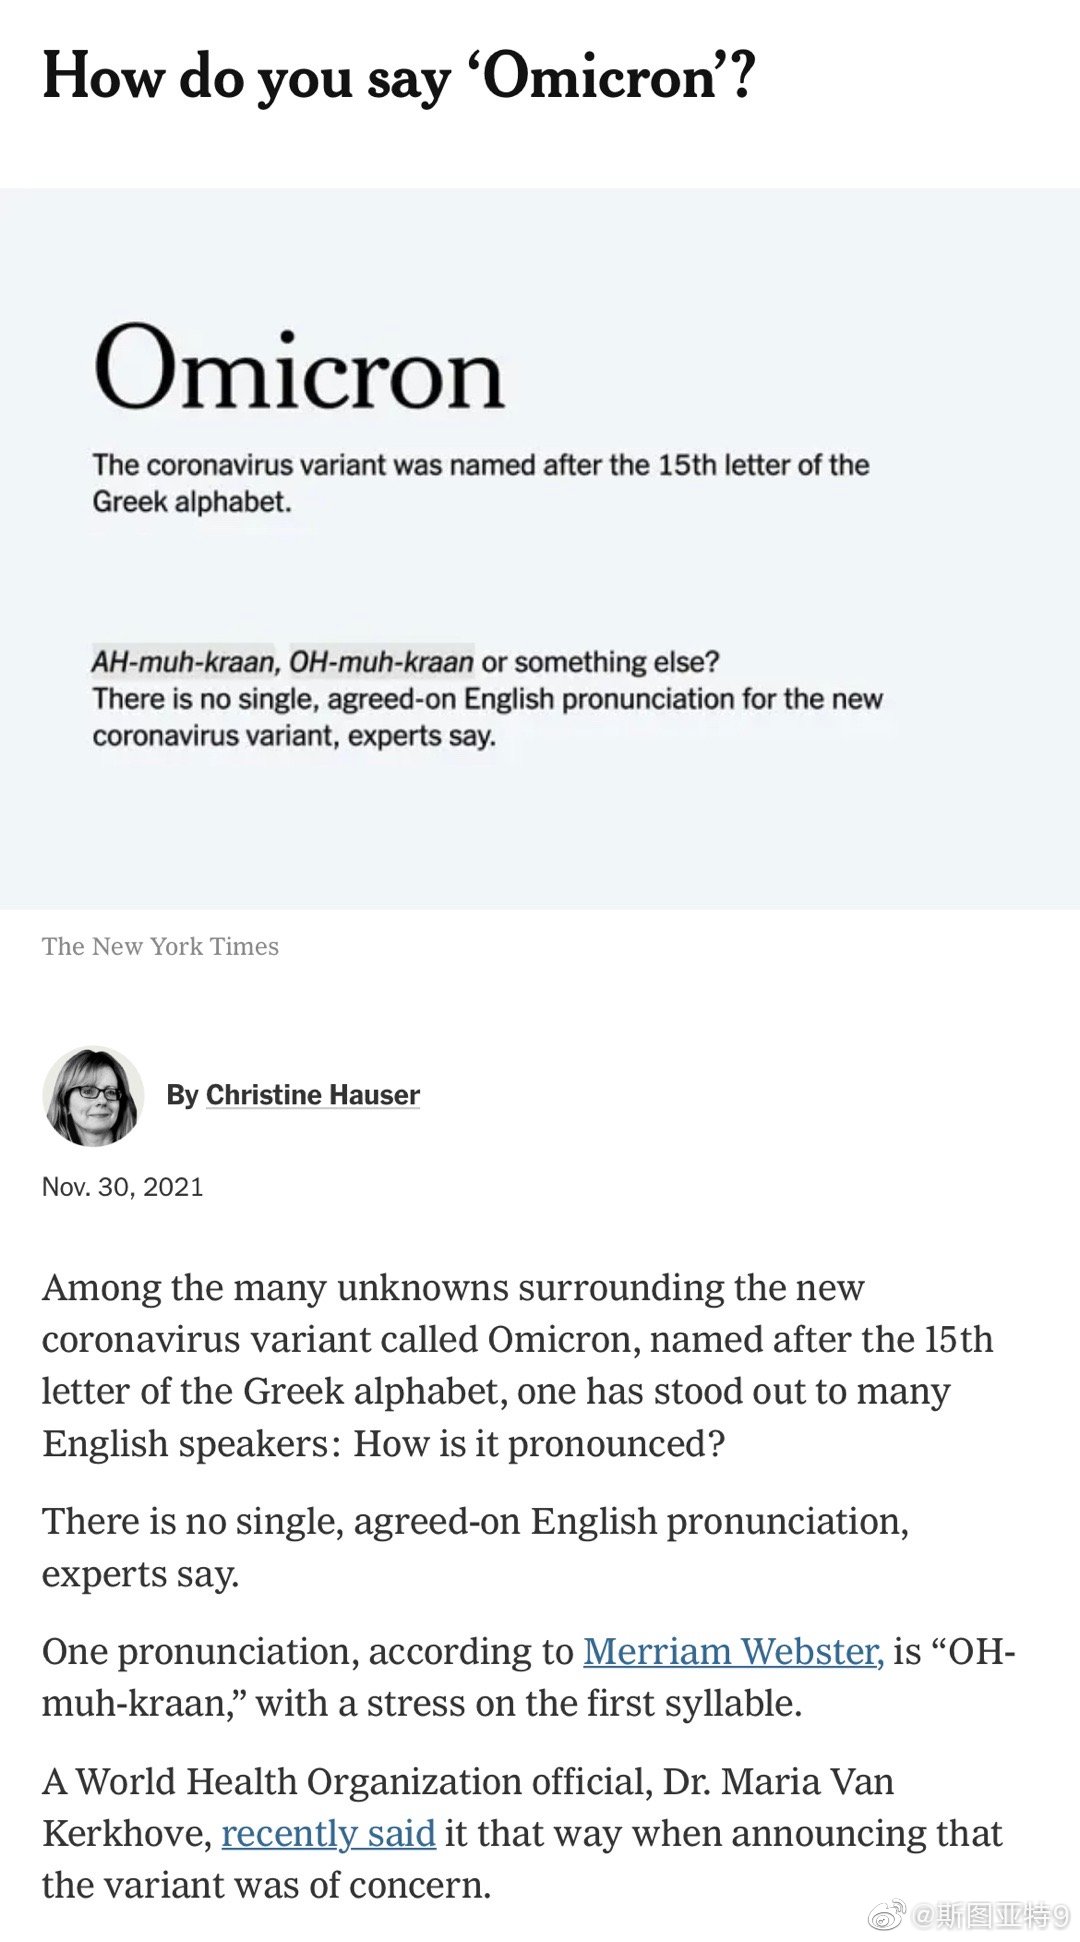 How do you say ‘Omicron’?
Omicron
The coronavirus variant was named after the 15th letter of the
Greek alphabet.
AH-muh-kraan, OH-muh-kraan or something else?
There is no single, agreed-on English pronunciation for the new
coronavirus variant, experts say.
The New York Times
By Christine Hauser
Nov. 30, 2021
Among the many unknowns surrounding the new
coronavirus variant called Omicron, named after the 15th
letter of the Greek alphabet, one has stood out to many
English speakers: How is it pronounced?
There is no single, agreed-on English pronunciation,
experts say.
One pronunciation, according to Merriam Webster, is “OH-
muh-kraan,” with a stress on the first syllable.
A World Health Organization official, Dr. Maria Van
Kerkhove, recently said it that way when announcing that
the variant was of concern.
@斯图亚特9